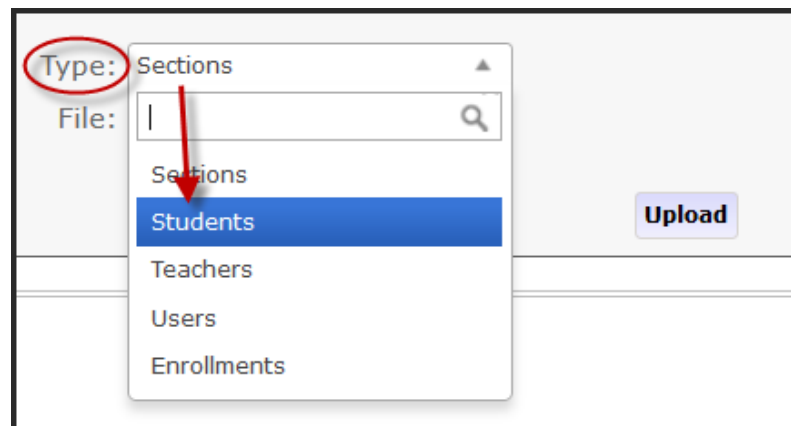 Type: Sections
File:
Sections
Students
Upload
Teachers
Users
Enrollments